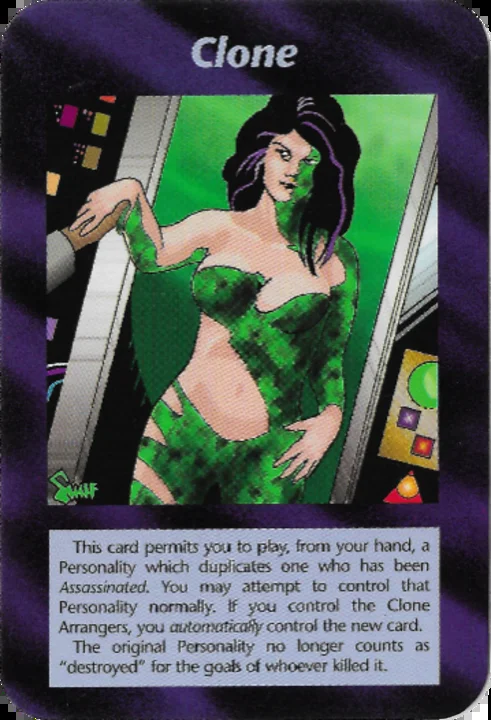 Clone
This card permits you to play, from your hand, a
Personality which duplicates one who has been
Assassinated. You may attempt to control that
Personality normally. If you control the Clone
Arrangers, you automatically control the new card.
The original Personality no longer counts as
"destroyed" for the goals of whoever killed it.